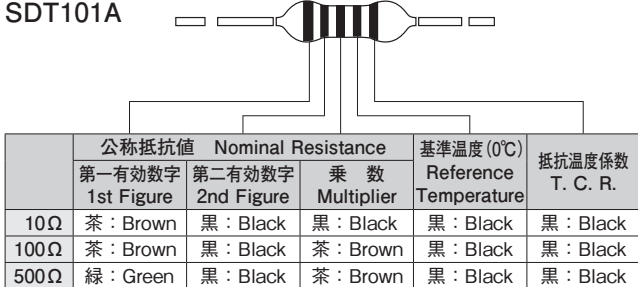 SDT101A
公称抵抗値 Nominal Resistance
基準温度(0℃)
Reference
Temperature
抵抗温度係数
T. C. R.
第一有効数字
1st Figure
第二有効数字
2nd Figure
乗 数
Multiplier
10Ω 茶：Brown 黒：Black 黒：Black 黒：Black 黒：Black
100Ω 茶：Brown 黒：Black 茶：Brown 黒：Black 黒：Black
500Ω 緑：Green 黒：Black 茶：Brown 黒：Black 黒：Black